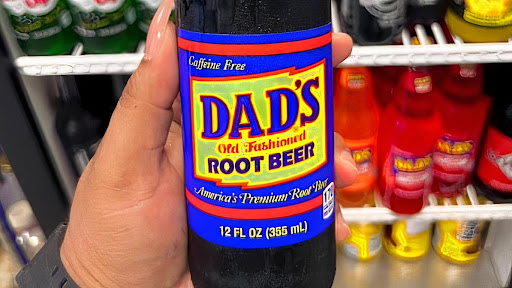 Caffeine Free
DAD'S
Old Fashioned
ROOT BEER
America's Premium Root Beer
12 FL OZ (355 mL)